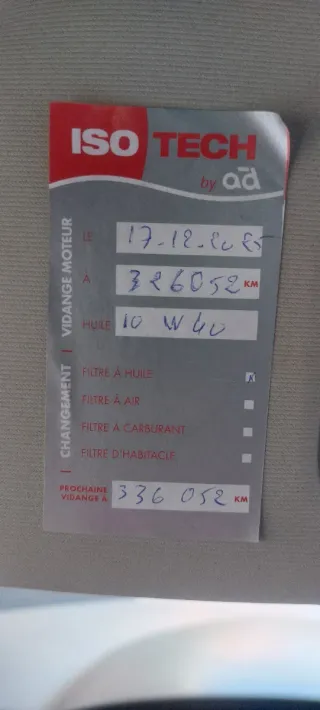 ISO TECH
by ad
CHANGEMENT | VIDANGE MOTEUR
LE 17-12-2025
À 326052 KM
HUILE 10 W40
FILTRE À HUILE x
FILTRE À AIR
FILTRE À CARBURANT
FILTRE D'HABITACLE
PROCHAINE
VIDANGE À 336 052 KM